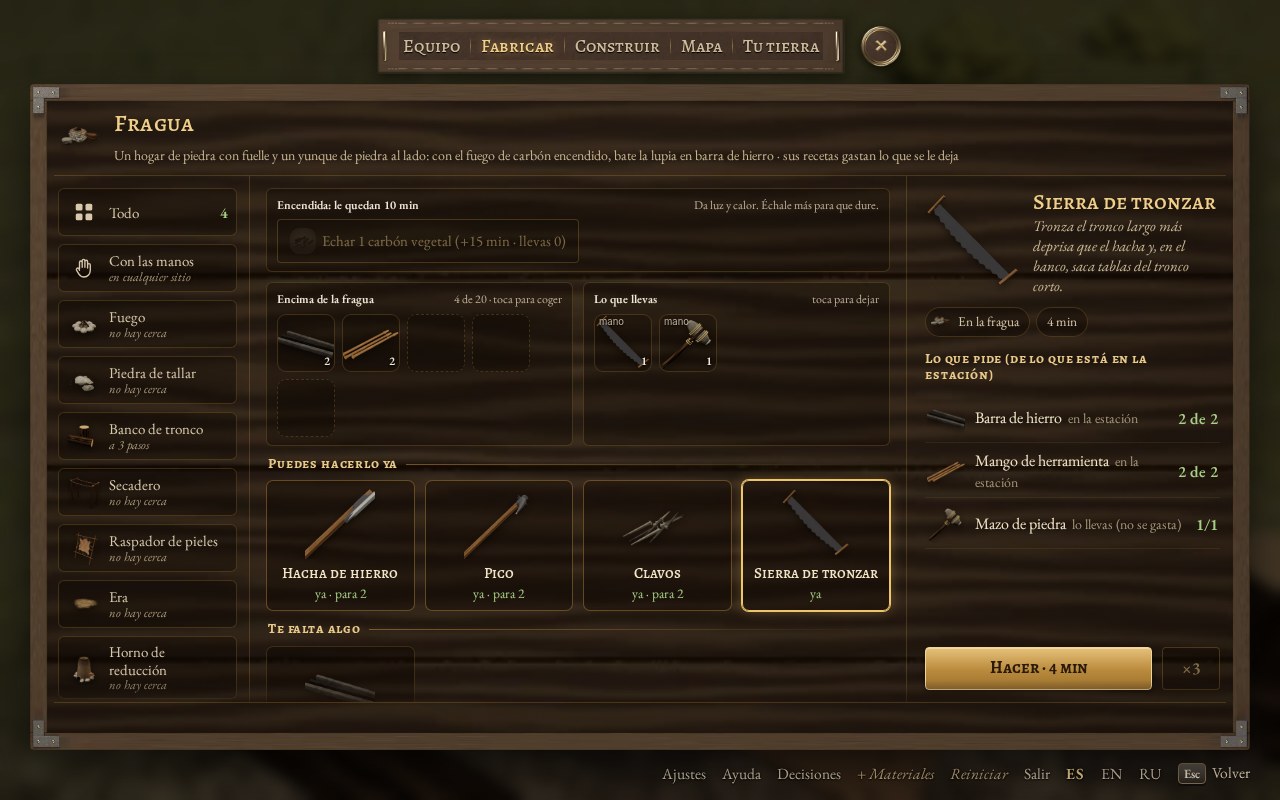 Equipo
Fabricar
Construir
Mapa
Tu tierra
Fragua
Un hogar de piedra con fuelle y un yunque de piedra al lado: con el fuego de carbón encendido, bate la lupia en barra de hierro · sus recetas gastan lo que se le deja
Todo 4
Con las manos
en cualquier sitio
Fuego
no hay cerca
Piedra de tallar
no hay cerca
Banco de tronco
a 3 pasos
Secadero
no hay cerca
Raspador de pieles
no hay cerca
Era
no hay cerca
Horno de
reducción
no hay cerca
Encendida: le quedan 10 min
Da luz y calor. Échale más para que dure.
Echar 1 carbón vegetal (+15 min · llevas 0)
Encima de la fragua
4 de 20 · toca para coger
2
2
Lo que llevas
toca para dejar
mano
1
mano
1
Puedes hacerlo ya
Hacha de hierro
ya · para 2
Pico
ya · para 2
Clavos
ya · para 2
Sierra de tronzar
ya
Te falta algo
Sierra de tronzar
Tronza el tronco largo más
deprisa que el hacha y, en el
banco, saca tablas del tronco
corto.
En la fragua
4 min
Lo que pide (de lo que está en la
estación)
Barra de hierro en la estación 2 de 2
Mango de herramienta en la
estación
2 de 2
Mazo de piedra lo llevas (no se gasta) 1/1
Hacer · 4 min
×3
Ajustes
Ayuda
Decisiones
+ Materiales
Reiniciar
Salir
ES
EN
RU
Esc
Volver